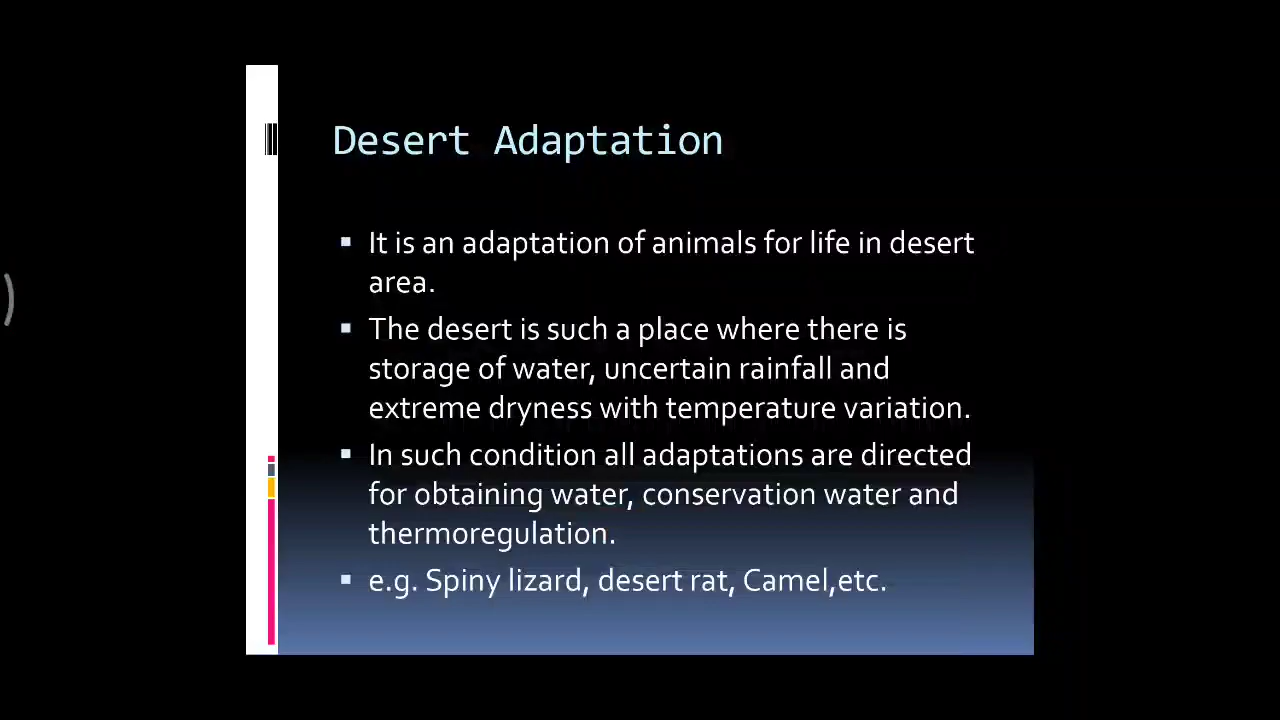 Desert Adaptation
It is an adaptation of animals for life in desert
area.
The desert is such a place where there is
storage of water, uncertain rainfall and
extreme dryness with temperature variation.
In such condition all adaptations are directed
for obtaining water, conservation water and
thermoregulation.
e.g. Spiny lizard, desert rat, Camel,etc.